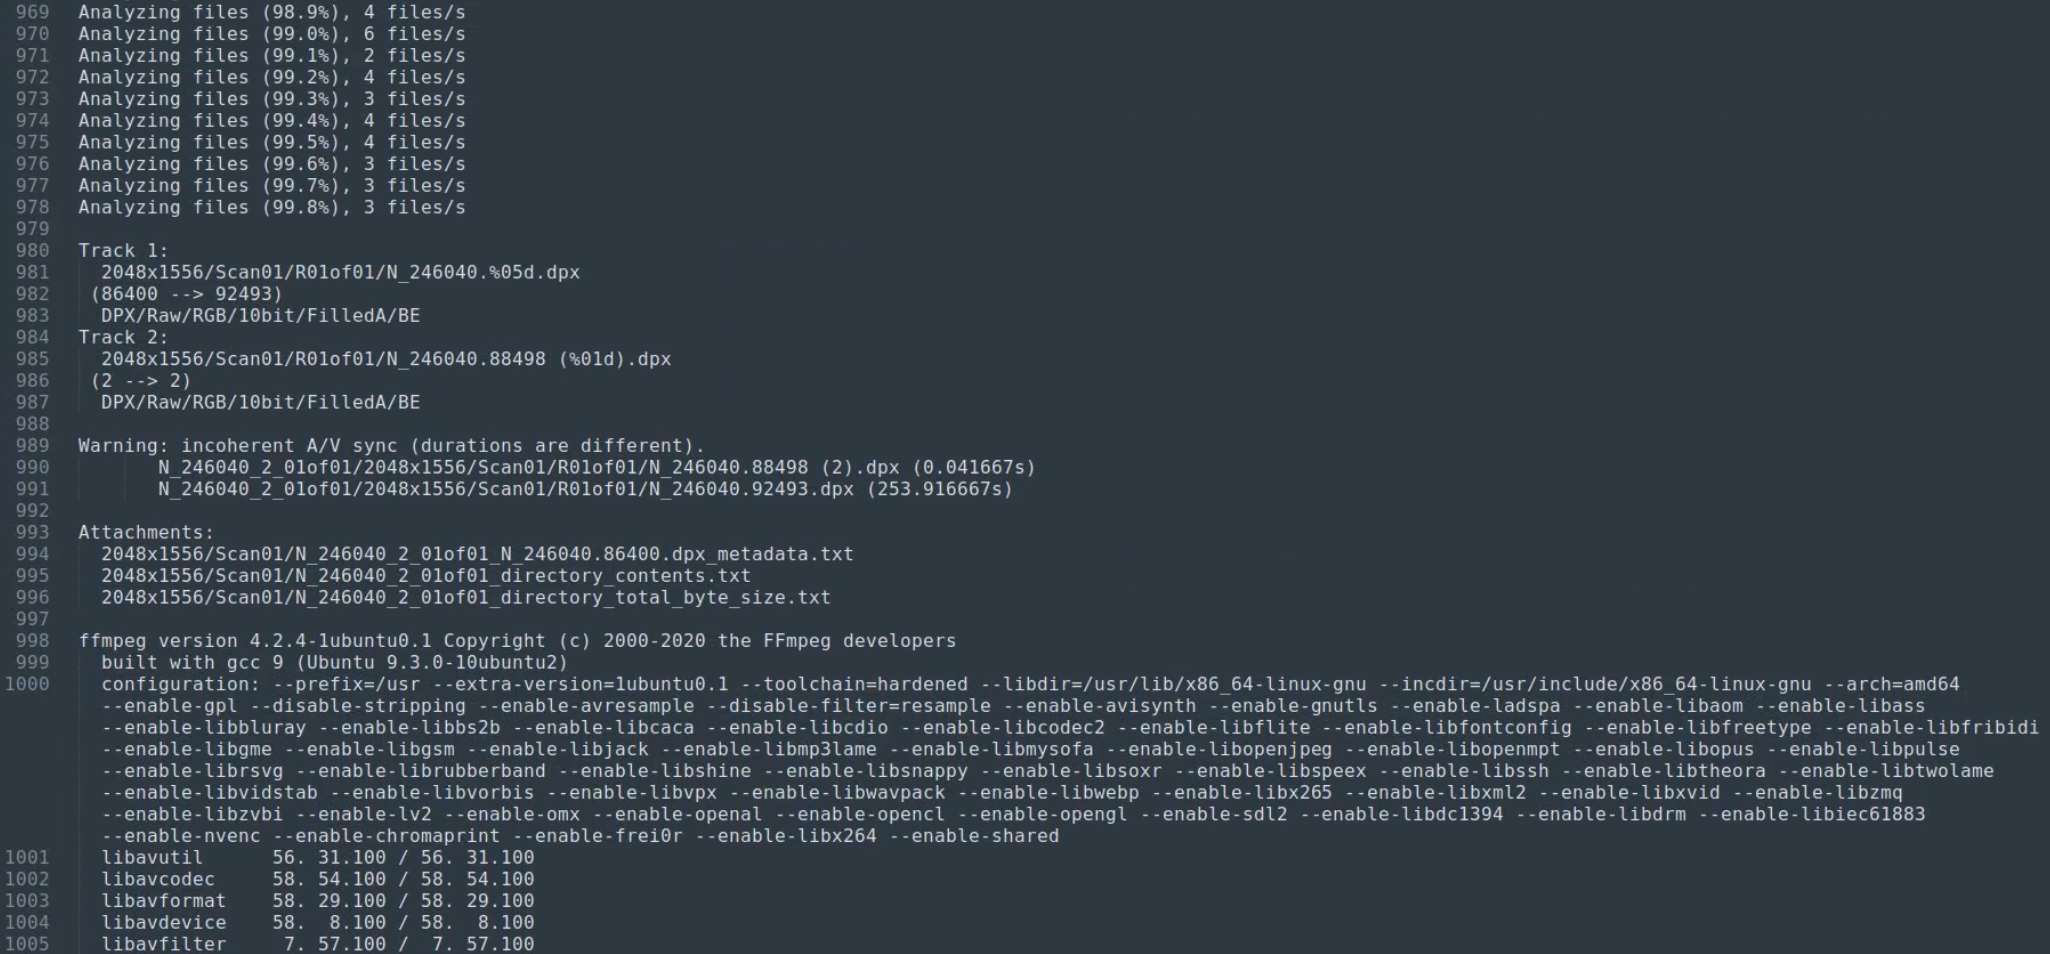 969 Analyzing files (98.9%), 4 files/s
970 Analyzing files (99.0%), 6 files/s
971 Analyzing files (99.1%), 2 files/s
972 Analyzing files (99.2%), 4 files/s
973 Analyzing files (99.3%), 3 files/s
974 Analyzing files (99.4%), 4 files/s
975 Analyzing files (99.5%), 4 files/s
976 Analyzing files (99.6%), 3 files/s
977 Analyzing files (99.7%), 3 files/s
978 Analyzing files (99.8%), 3 files/s
979
980 Track 1:
981 2048x1556/Scan01/R01of01/N_246040.%05d.dpx
982 (86400 --> 92493)
983 DPX/Raw/RGB/10bit/FilledA/BE
984 Track 2:
985 2048x1556/Scan01/R01of01/N_246040.88498 (%01d).dpx
986 (2 --> 2)
987 DPX/Raw/RGB/10bit/FilledA/BE
988
989 Warning: incoherent A/V sync (durations are different).
990 N_246040_2_01of01/2048x1556/Scan01/R01of01/N_246040.88498 (2).dpx (0.041667s)
991 N_246040_2_01of01/2048x1556/Scan01/R01of01/N_246040.92493.dpx (253.916667s)
992
993 Attachments:
994 2048x1556/Scan01/N_246040_2_01of01_N_246040.86400.dpx_metadata.txt
995 2048x1556/Scan01/N_246040_2_01of01_directory_contents.txt
996 2048x1556/Scan01/N_246040_2_01of01_directory_total_byte_size.txt
997
998 ffmpeg version 4.2.4-1ubuntu0.1 Copyright (c) 2000-2020 the FFmpeg developers
999 built with gcc 9 (Ubuntu 9.3.0-10ubuntu2)
1000 configuration: --prefix=/usr --extra-version=1ubuntu0.1 --toolchain=hardened --libdir=/usr/lib/x86_64-linux-gnu --incdir=/usr/include/x86_64-linux-gnu --arch=amd64
--enable-gpl --disable-stripping --enable-avresample --disable-filter=resample --enable-avisynth --enable-gnutls --enable-ladspa --enable-libaom --enable-libass
--enable-libbluray --enable-libbs2b --enable-libcaca --enable-libcdio --enable-libcodec2 --enable-libflite --enable-libfontconfig --enable-libfreetype --enable-libfribidi
--enable-libgme --enable-libgsm --enable-libjack --enable-libmp3lame --enable-libmysofa --enable-libopenjpeg --enable-libopenmpt --enable-libopus --enable-libpulse
--enable-librsvg --enable-librubberband --enable-libshine --enable-libsnappy --enable-libsoxr --enable-libspeex --enable-libssh --enable-libtheora --enable-libtwolame
--enable-libvidstab --enable-libvorbis --enable-libvpx --enable-libwavpack --enable-libwebp --enable-libx265 --enable-libxml2 --enable-libxvid --enable-libzmq
--enable-libzvbi --enable-lv2 --enable-omx --enable-openal --enable-opencl --enable-opengl --enable-sdl2 --enable-libdc1394 --enable-libdrm --enable-libiec61883
--enable-nvenc --enable-chromaprint --enable-frei0r --enable-libx264 --enable-shared
1001 libavutil 56. 31.100 / 56. 31.100
1002 libavcodec 58. 54.100 / 58. 54.100
1003 libavformat 58. 29.100 / 58. 29.100
1004 libavdevice 58. 8.100 / 58. 8.100
1005 libavfilter 7. 57.100 / 7. 57.100